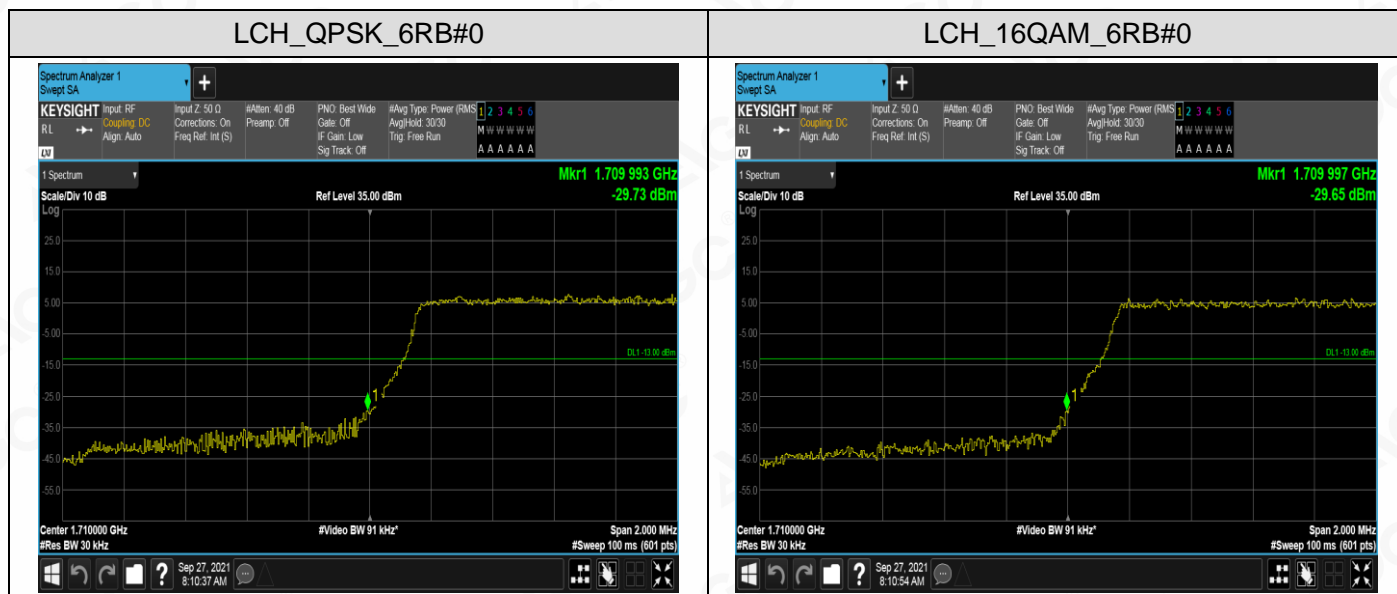 LCH_QPSK_6RB#0
Spectrum Analyzer 1
Swept SA
+
KEYSIGHT
RL
LXI
Input: RF
Coupling: DC
Align: Auto
Input Z: 50 Ω
Corrections: On
Freq Ref: Int (S)
#Atten: 40 dB
Preamp: Off
PNO: Best Wide
Gate: Off
IF Gain: Low
Sig Track: Off
#Avg Type: Power (RMS
Avg|Hold: 30/30
Trig: Free Run
1 2 3 4 5 6
M W W W W W
A A A A A A
1 Spectrum
Scale/Div 10 dB
Log
Ref Level 35.00 dBm
Mkr1 1.709 993 GHz
-29.73 dBm
25.0
15.0
5.00
-5.00
-15.0
-25.0
-35.0
-45.0
-55.0
DL1 -13.00 dBm
1
Center 1.710000 GHz
#Res BW 30 kHz
#Video BW 91 kHz*
Span 2.000 MHz
#Sweep 100 ms (601 pts)
?
Sep 27, 2021
8:10:37 AM
LCH_16QAM_6RB#0
Spectrum Analyzer 1
Swept SA
+
KEYSIGHT
RL
LXI
Input: RF
Coupling: DC
Align: Auto
Input Z: 50 Ω
Corrections: On
Freq Ref: Int (S)
#Atten: 40 dB
Preamp: Off
PNO: Best Wide
Gate: Off
IF Gain: Low
Sig Track: Off
#Avg Type: Power (RMS
Avg|Hold: 30/30
Trig: Free Run
1 2 3 4 5 6
M W W W W W
A A A A A A
1 Spectrum
Scale/Div 10 dB
Log
Ref Level 35.00 dBm
Mkr1 1.709 997 GHz
-29.65 dBm
25.0
15.0
5.00
-5.00
-15.0
-25.0
-35.0
-45.0
-55.0
DL1 -13.00 dBm
1
Center 1.710000 GHz
#Res BW 30 kHz
#Video BW 91 kHz*
Span 2.000 MHz
#Sweep 100 ms (601 pts)
?
Sep 27, 2021
8:10:54 AM